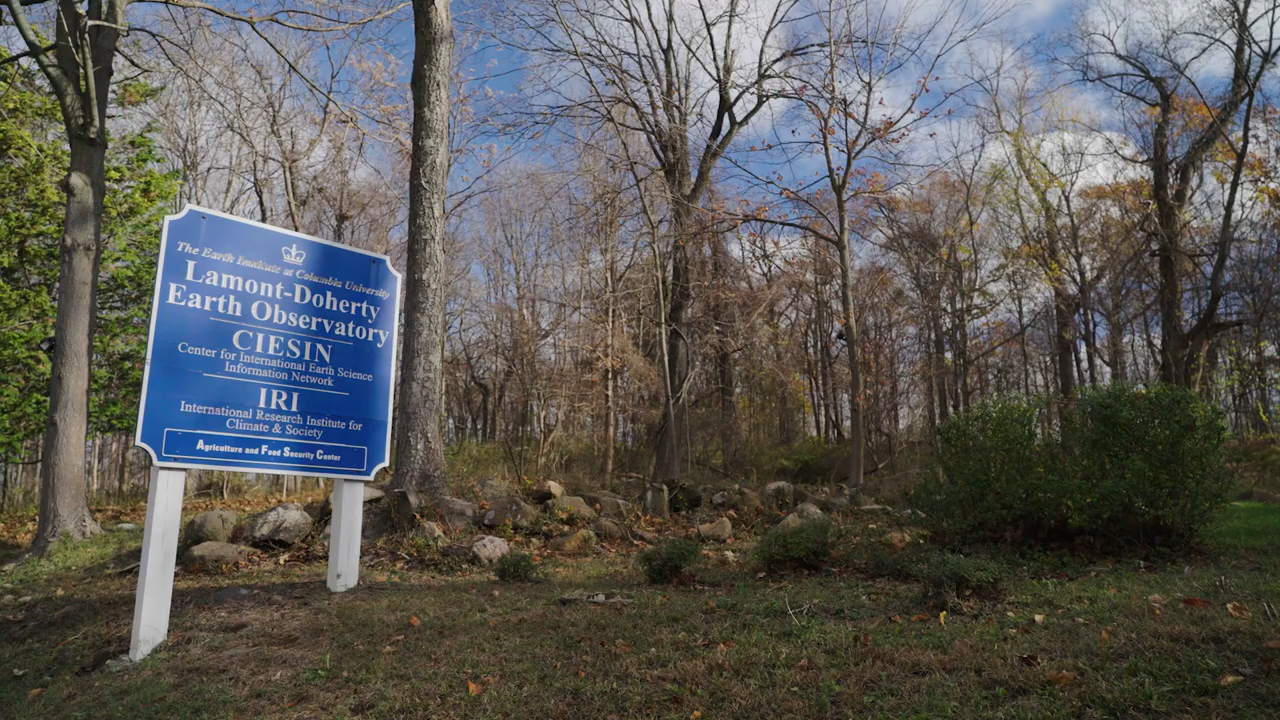 The Earth Institute at Columbia University
Lamont-Doherty
Earth Observatory
CIESIN
Center for International Earth Science
Information Network
IRI
International Research Institute for
Climate & Society
Agriculture and Food Security Center